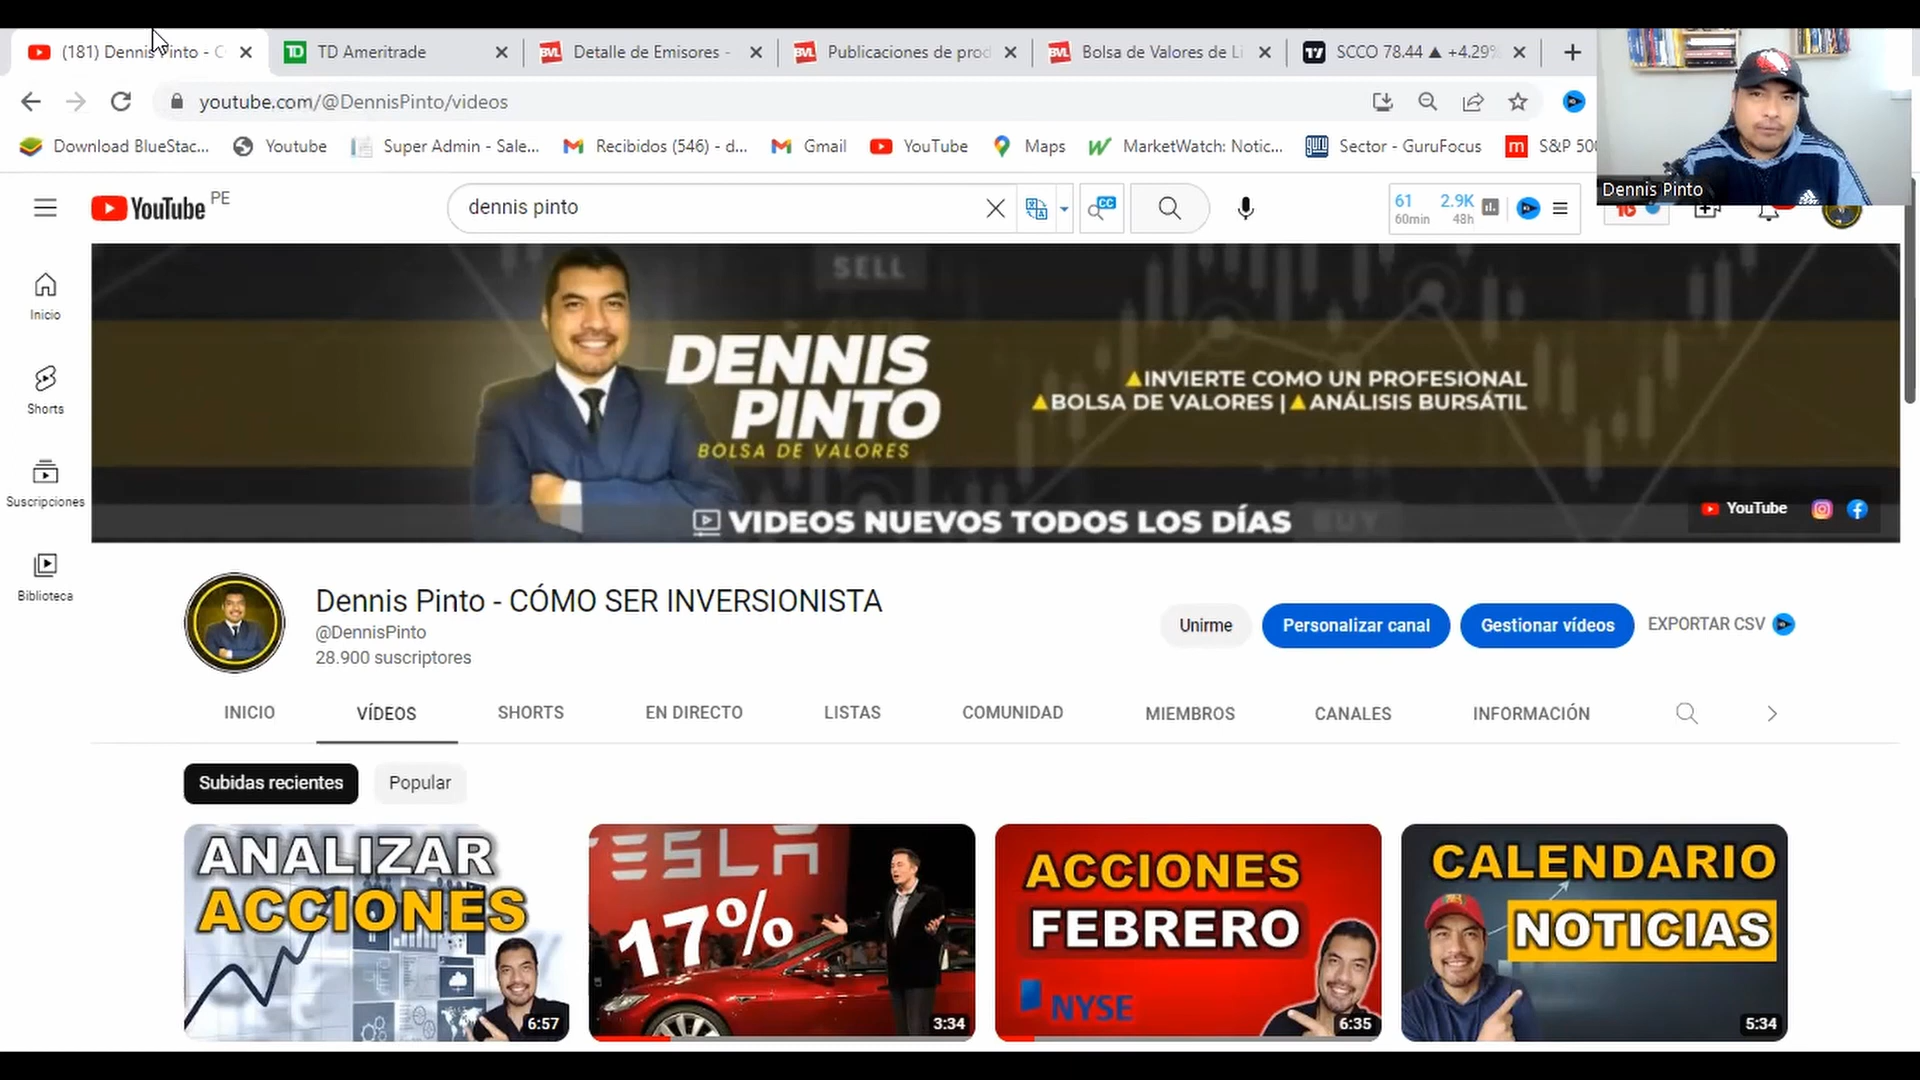 (181) Dennis Pinto - C
TD Ameritrade
Detalle de Emisores -
Publicaciones de prod
Bolsa de Valores de Li
SCCO 78.44 ▲ +4.29%
youtube.com/@DennisPinto/videos
Download BlueStac...
Youtube
Super Admin - Sale...
Recibidos (546) - d...
Gmail
YouTube
Maps
MarketWatch: Notic...
Sector - GuruFocus
S&P 500
Dennis Pinto
YouTube PE
dennis pinto
CC
61
60min
2.9K
48h
SELL
DENNIS
PINTO
BOLSA DE VALORES
INVIERTE COMO UN PROFESIONAL
BOLSA DE VALORES | ANÁLISIS BURSÁTIL
VIDEOS NUEVOS TODOS LOS DÍAS
BUY
YouTube
Inicio
Shorts
Suscripciones
Biblioteca
Dennis Pinto - CÓMO SER INVERSIONISTA
@DennisPinto
28.900 suscriptores
Unirme
Personalizar canal
Gestionar vídeos
EXPORTAR CSV
INICIO
VÍDEOS
SHORTS
EN DIRECTO
LISTAS
COMUNIDAD
MIEMBROS
CANALES
INFORMACIÓN
Subidas recientes
Popular
ANALIZAR
ACCIONES
6:57
TESLA
17%
3:34
ACCIONES
FEBRERO
NYSE
6:35
CALENDARIO
NOTICIAS
5:34